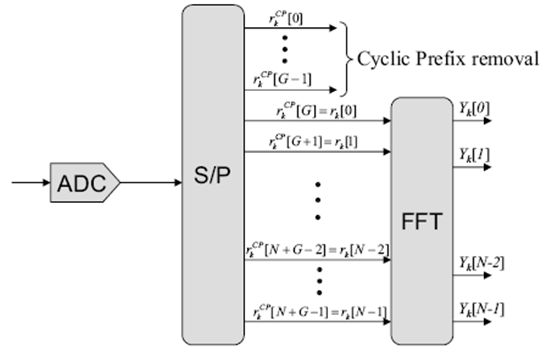 r_k^{CP}[0]
Cyclic Prefix removal
r_k^{CP}[G−1]
r_k^{CP}[G]=r_k[0]
Y_k[0]
r_k^{CP}[G+1]=r_k[1]
Y_k[1]
ADC
S/P
FFT
r_k^{CP}[N+G−2]=r_k[N−2]
Y_k[N-2]
r_k^{CP}[N+G−1]=r_k[N−1]
Y_k[N-1]